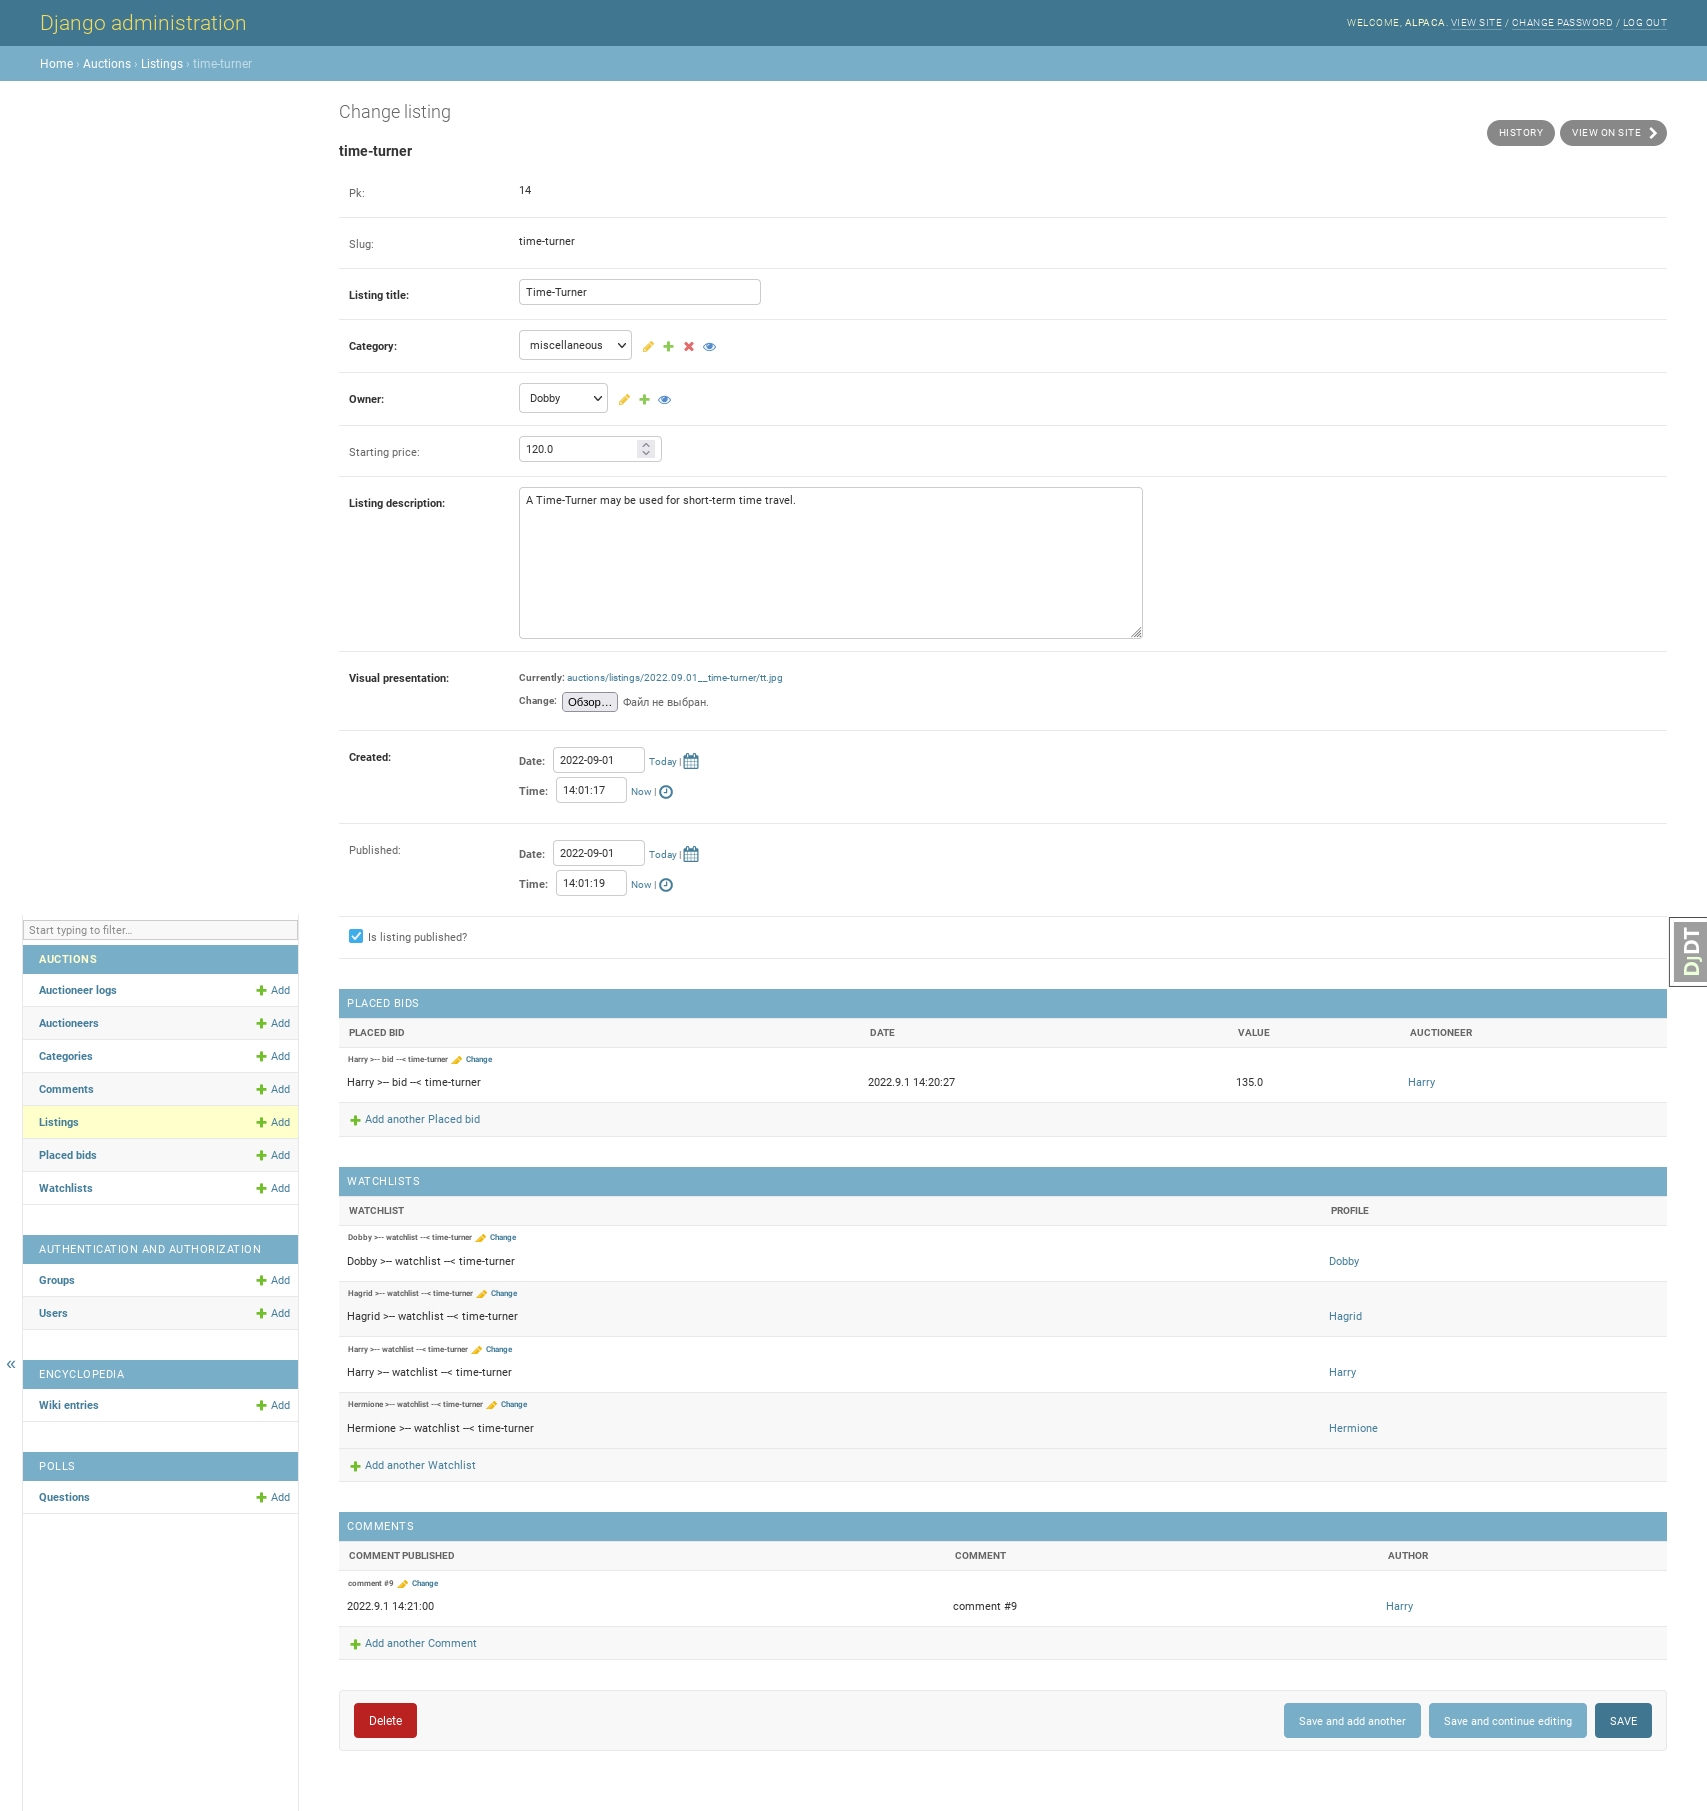 Django administration
WELCOME, ALPACA. VIEW SITE / CHANGE PASSWORD / LOG OUT
Home › Auctions › Listings › time-turner
Change listing
HISTORY
VIEW ON SITE
time-turner
Pk: 14
Slug: time-turner
Listing title: Time-Turner
Category: miscellaneous
Owner: Dobby
Starting price: 120.0
Listing description: A Time-Turner may be used for short-term time travel.
Visual presentation: Currently: auctions/listings/2022.09.01__time-turner/tt.jpg
Change: Обзор… Файл не выбран.
Created: Date: 2022-09-01 Today |
Time: 14:01:17 Now |
Published: Date: 2022-09-01 Today |
Time: 14:01:19 Now |
Is listing published?
Start typing to filter…
AUCTIONS
Auctioneer logs Add
Auctioneers Add
Categories Add
Comments Add
Listings Add
Placed bids Add
Watchlists Add
AUTHENTICATION AND AUTHORIZATION
Groups Add
Users Add
«
ENCYCLOPEDIA
Wiki entries Add
POLLS
Questions Add
DjDT
PLACED BIDS
PLACED BID DATE VALUE AUCTIONEER
Harry >-- bid --< time-turner Change
Harry >-- bid --< time-turner 2022.9.1 14:20:27 135.0 Harry
Add another Placed bid
WATCHLISTS
WATCHLIST PROFILE
Dobby >-- watchlist --< time-turner Change
Dobby >-- watchlist --< time-turner Dobby
Hagrid >-- watchlist --< time-turner Change
Hagrid >-- watchlist --< time-turner Hagrid
Harry >-- watchlist --< time-turner Change
Harry >-- watchlist --< time-turner Harry
Hermione >-- watchlist --< time-turner Change
Hermione >-- watchlist --< time-turner Hermione
Add another Watchlist
COMMENTS
COMMENT PUBLISHED COMMENT AUTHOR
comment #9 Change
2022.9.1 14:21:00 comment #9 Harry
Add another Comment
Delete
Save and add another
Save and continue editing
SAVE